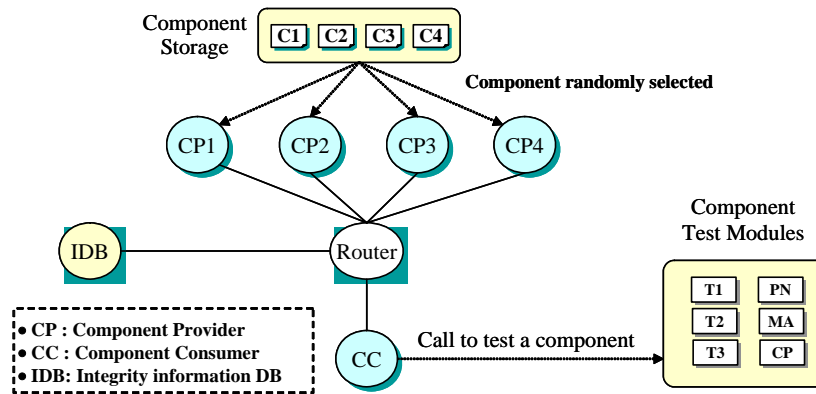 Component
Storage
C1 C2 C3 C4
Component randomly selected
CP1 CP2 CP3 CP4
IDB
Router
Component
Test Modules
T1 PN
T2 MA
T3 CP
• CP : Component Provider
• CC : Component Consumer
• IDB: Integrity information DB
CC
Call to test a component